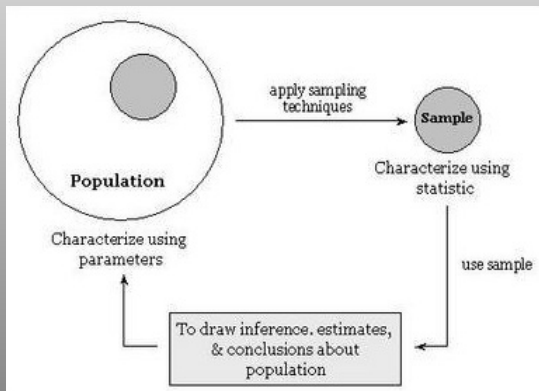 apply sampling
techniques
Sample
Population
Characterize using
statistic
Characterize using
parameters
use sample
To draw inference. estimates,
& conclusions about
population